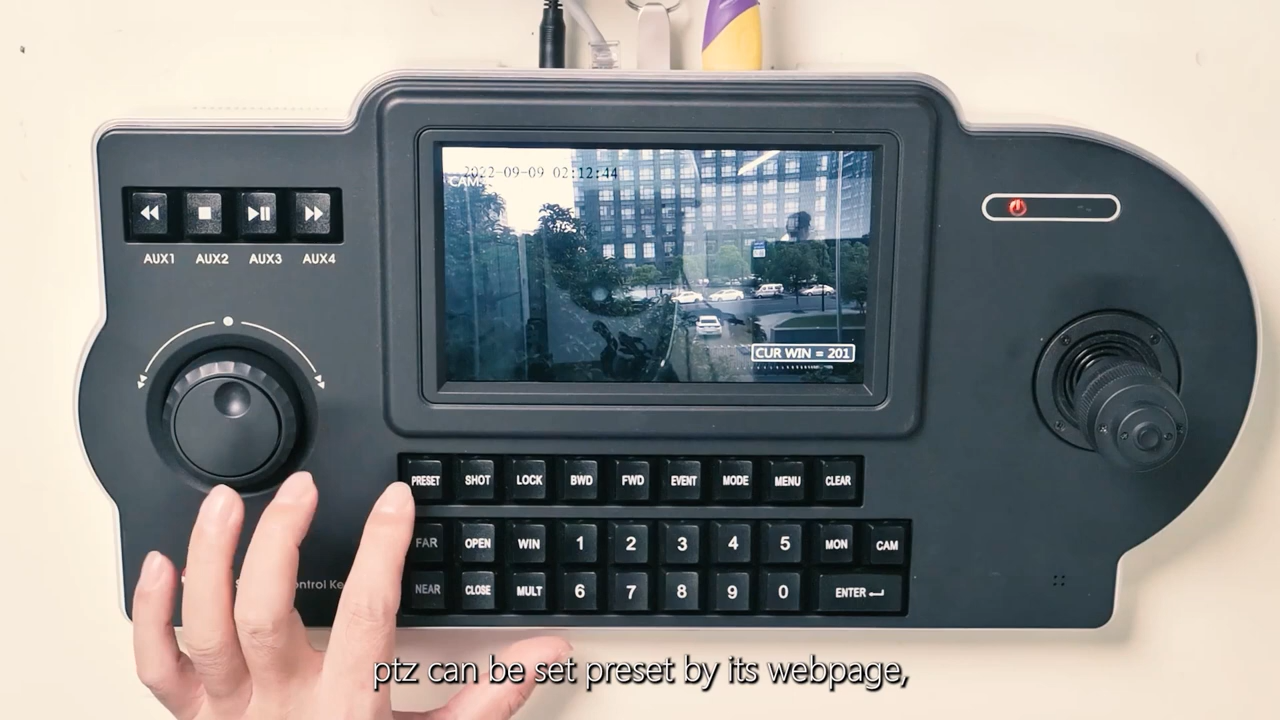 2022-09-09 02:12:44
CAM
CUR WIN = 201
AUX1 AUX2 AUX3 AUX4
PRESET SHOT LOCK BWD FWD EVENT MODE MENU CLEAR
FAR OPEN WIN 1 2 3 4 5 MON CAM
NEAR CLOSE MULT 6 7 8 9 0 ENTER
ontrol Ke
ptz can be set preset by its webpage,